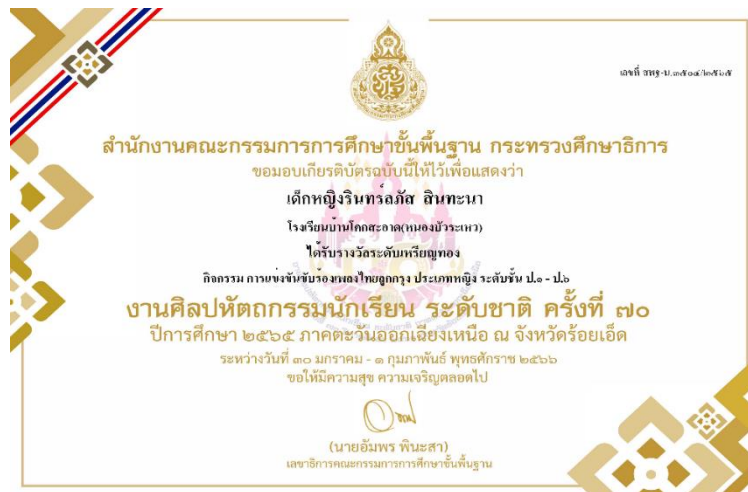 เลขที่ สพฐ-ม.๓๕๐๔/๒๕๖๕
สำนักงานคณะกรรมการการศึกษาขั้นพื้นฐาน กระทรวงศึกษาธิการ
ขอมอบเกียรติบัตรฉบับนี้ให้ไว้เพื่อแสดงว่า
เด็กหญิงรินทร์ลภัส สินทะนา
โรงเรียนบ้านโคกสะอาด(หนองบัวระเหว)
ได้รับรางวัลระดับเหรียญทอง
กิจกรรม การแข่งขันขับร้องเพลงไทยลูกกรุง ประเภทหญิง ระดับชั้น ป.๑ - ป.๖
งานศิลปหัตถกรรมนักเรียน ระดับชาติ ครั้งที่ ๗๐
ปีการศึกษา ๒๕๖๕ ภาคตะวันออกเฉียงเหนือ ณ จังหวัดร้อยเอ็ด
ระหว่างวันที่ ๓๐ มกราคม - ๑ กุมภาพันธ์ พุทธศักราช ๒๕๖๖
ขอให้มีความสุข ความเจริญตลอดไป
(นายอัมพร พินะสา)
เลขาธิการคณะกรรมการการศึกษาขั้นพื้นฐาน